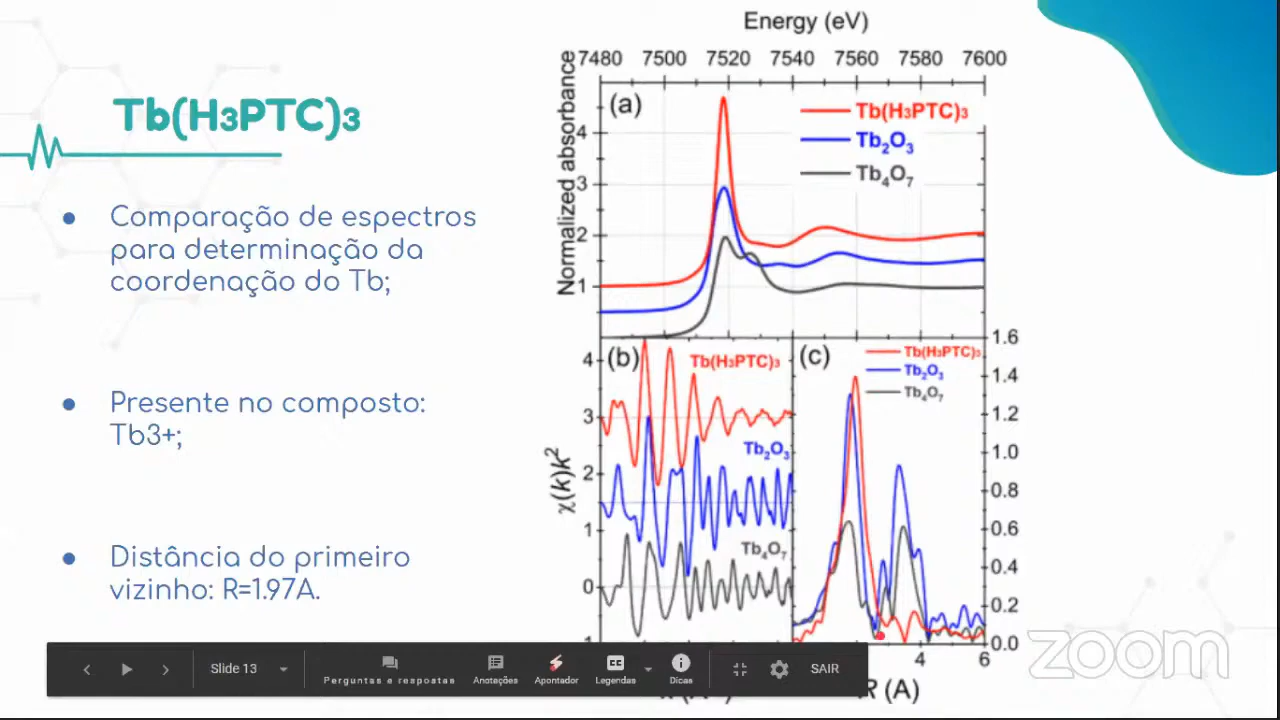 Tb(H₃PTC)₃
Comparação de espectros
para determinação da
coordenação do Tb;
Presente no composto:
Tb3+;
Distância do primeiro
vizinho: R=1.97A.
Energy (eV)
7480 7500 7520 7540 7560 7580 7600
Normalized absorbance
4
3
2
1
(a)
Tb(H₃PTC)₃
Tb₂O₃
Tb₄O₇
(b)
χ(k)k²
4
3
2
1
0
Tb(H₃PTC)₃
Tb₂O₃
Tb₄O₇
(c)
Tb(H₃PTC)₃
Tb₂O₃
Tb₄O₇
1.6
1.4
1.2
1.0
0.8
0.6
0.4
0.2
0.0
4 6
R (A)
Slide 13
Perguntas e respostas
Anotações
Apontador
Legendas
Dicas
SAIR
zoom